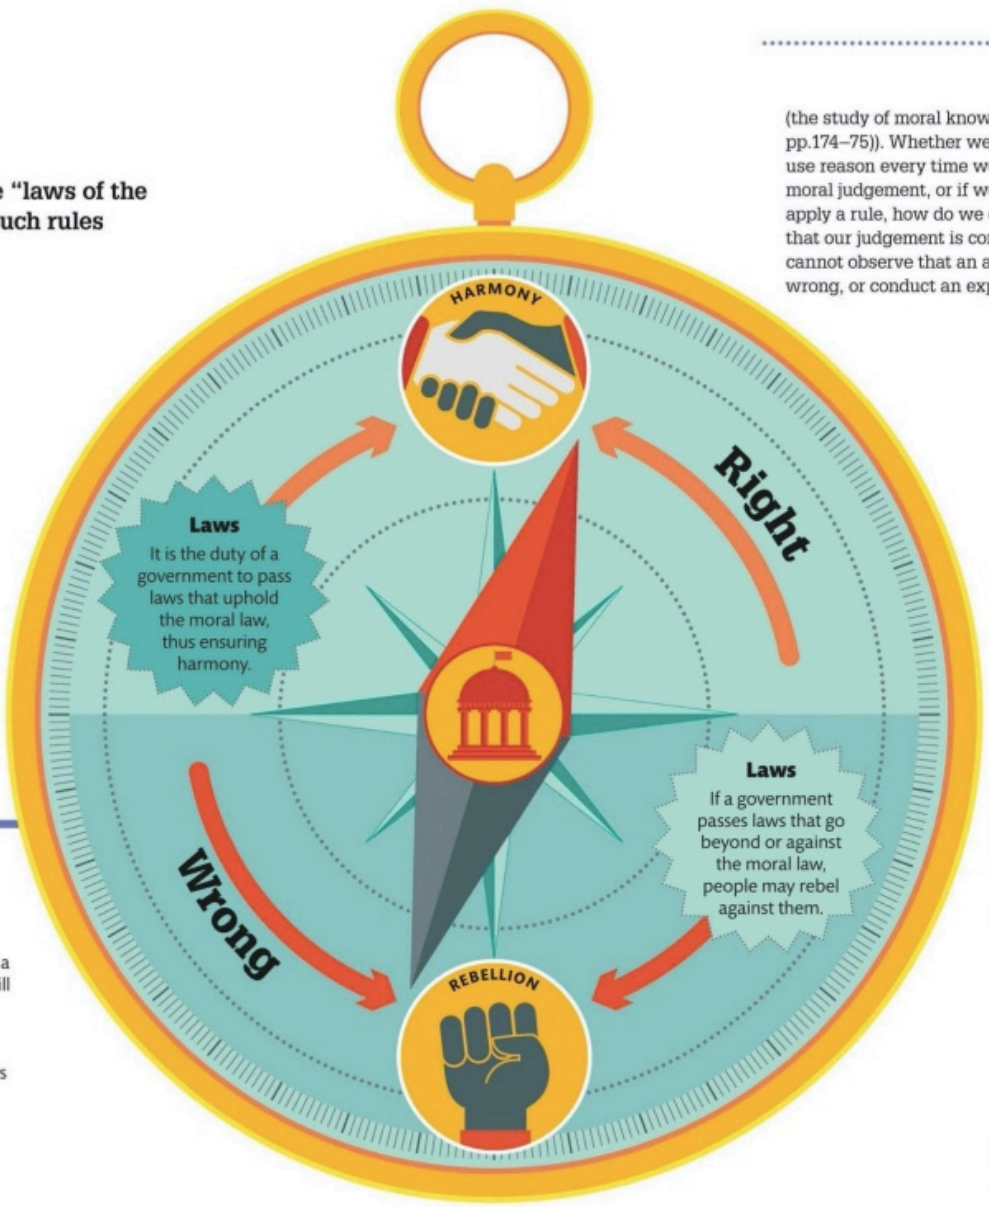 “laws of the
uch rules
(the study of moral
pp.174–75)). Whether we
use reason every time
moral judgement, or if
apply a rule, how do we
that our judgement is
cannot observe that an
wrong, or conduct an
HARMONY
Right
Laws
It is the duty of a
government to pass
laws that uphold
the moral law,
thus ensuring
harmony.
Laws
If a government
passes laws that go
beyond or against
the moral law,
people may rebel
against them.
Wrong
a
ill
s
REBELLION